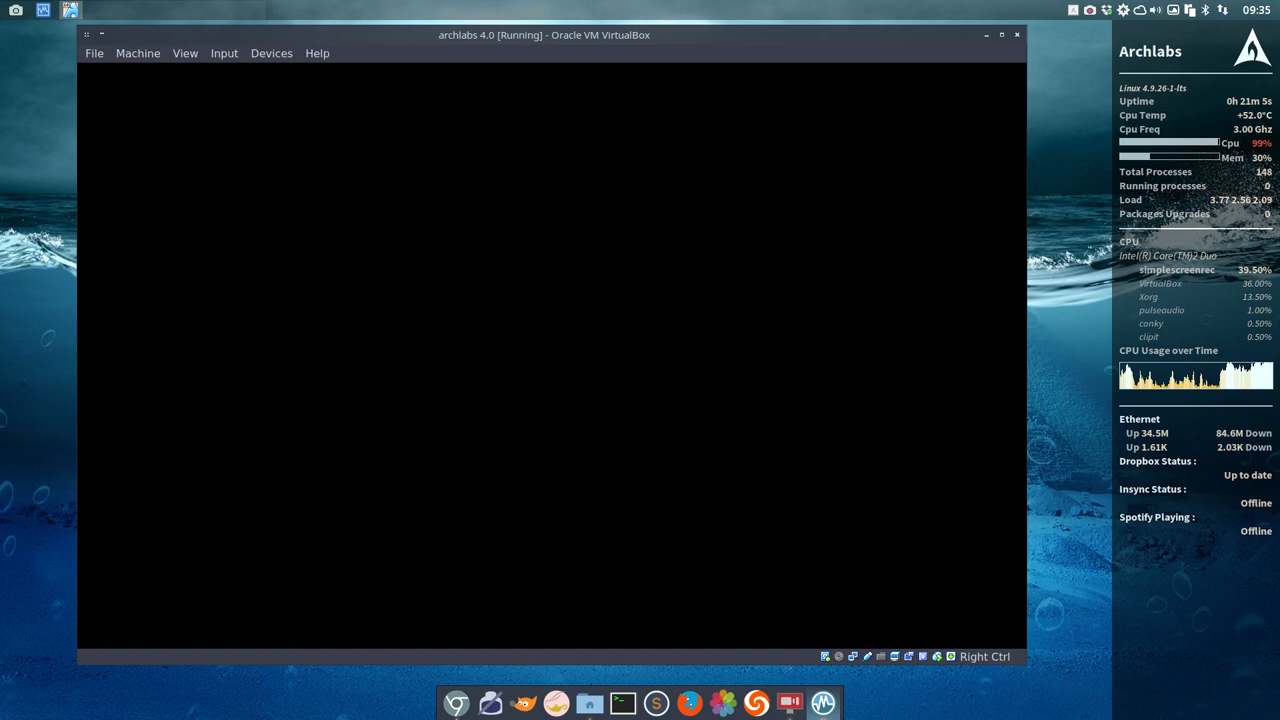 09:35
archlabs 4.0 [Running] - Oracle VM VirtualBox
File Machine View Input Devices Help
Right Ctrl
Archlabs
Linux 4.9.26-1-lts
Uptime 0h 21m 5s
Cpu Temp +52.0°C
Cpu Freq 3.00 Ghz
Cpu 99%
Mem 30%
Total Processes 148
Running processes 0
Load 3.77 2.56 2.09
Packages Upgrades 0
CPU
Intel(R) Core(TM)2 Duo
simplescreenrec 39.50%
VirtualBox 36.00%
Xorg 13.50%
pulseaudio 1.00%
conky 0.50%
clipit 0.50%
CPU Usage over Time
Ethernet
Up 34.5M 84.6M Down
Up 1.61K 2.03K Down
Dropbox Status :
Up to date
Insync Status :
Offline
Spotify Playing :
Offline